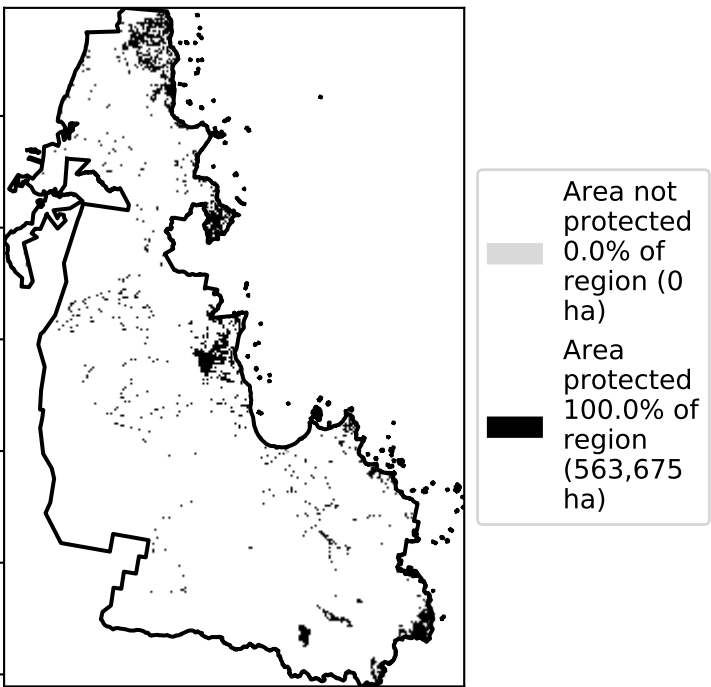 Area not
protected
0.0% of
region (0
ha)
Area
protected
100.0% of
region
(563,675
ha)